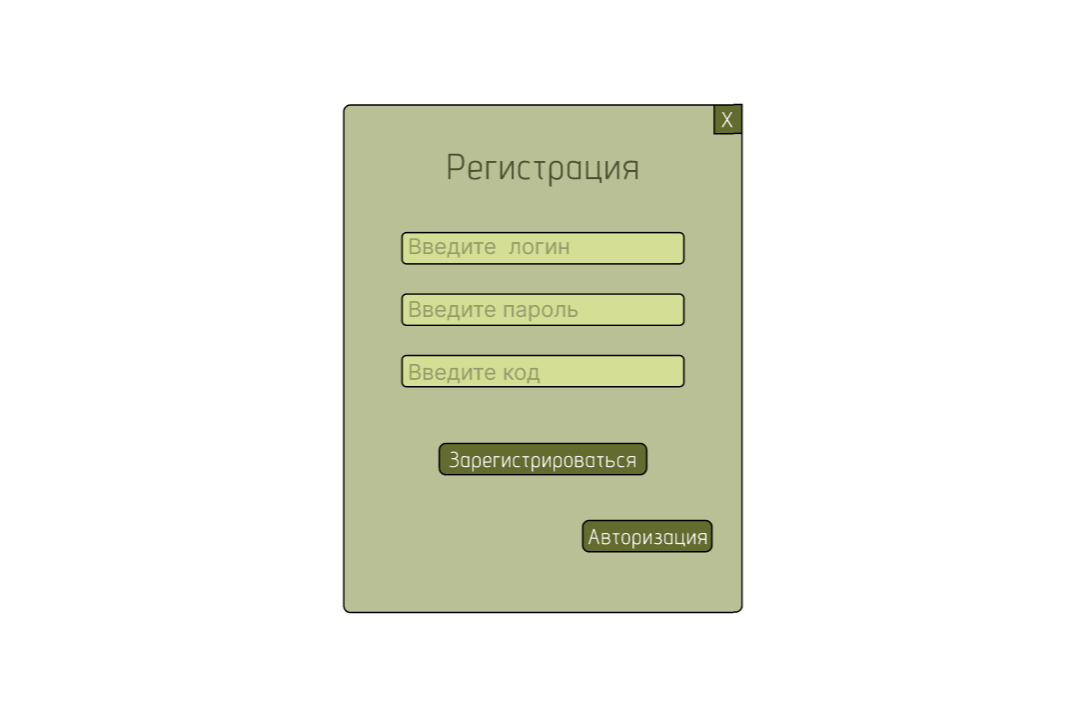 X
Регистрация
Введите  логин
Введите пароль
Введите код
Зарегистрироваться
Авторизация